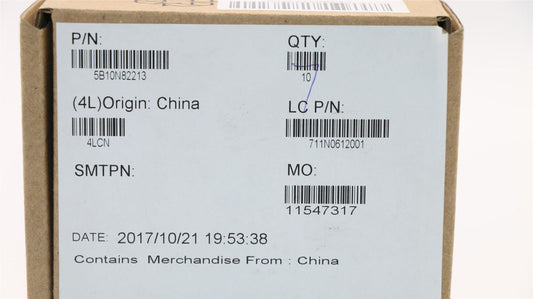 P/N: QTY:
5B10N82213 10
(4L)Origin: China LC P/N:
4LCN 711N0612001
SMTPN: MO:
11547317
DATE: 2017/10/21 19:53:38
Contains Merchandise From : China